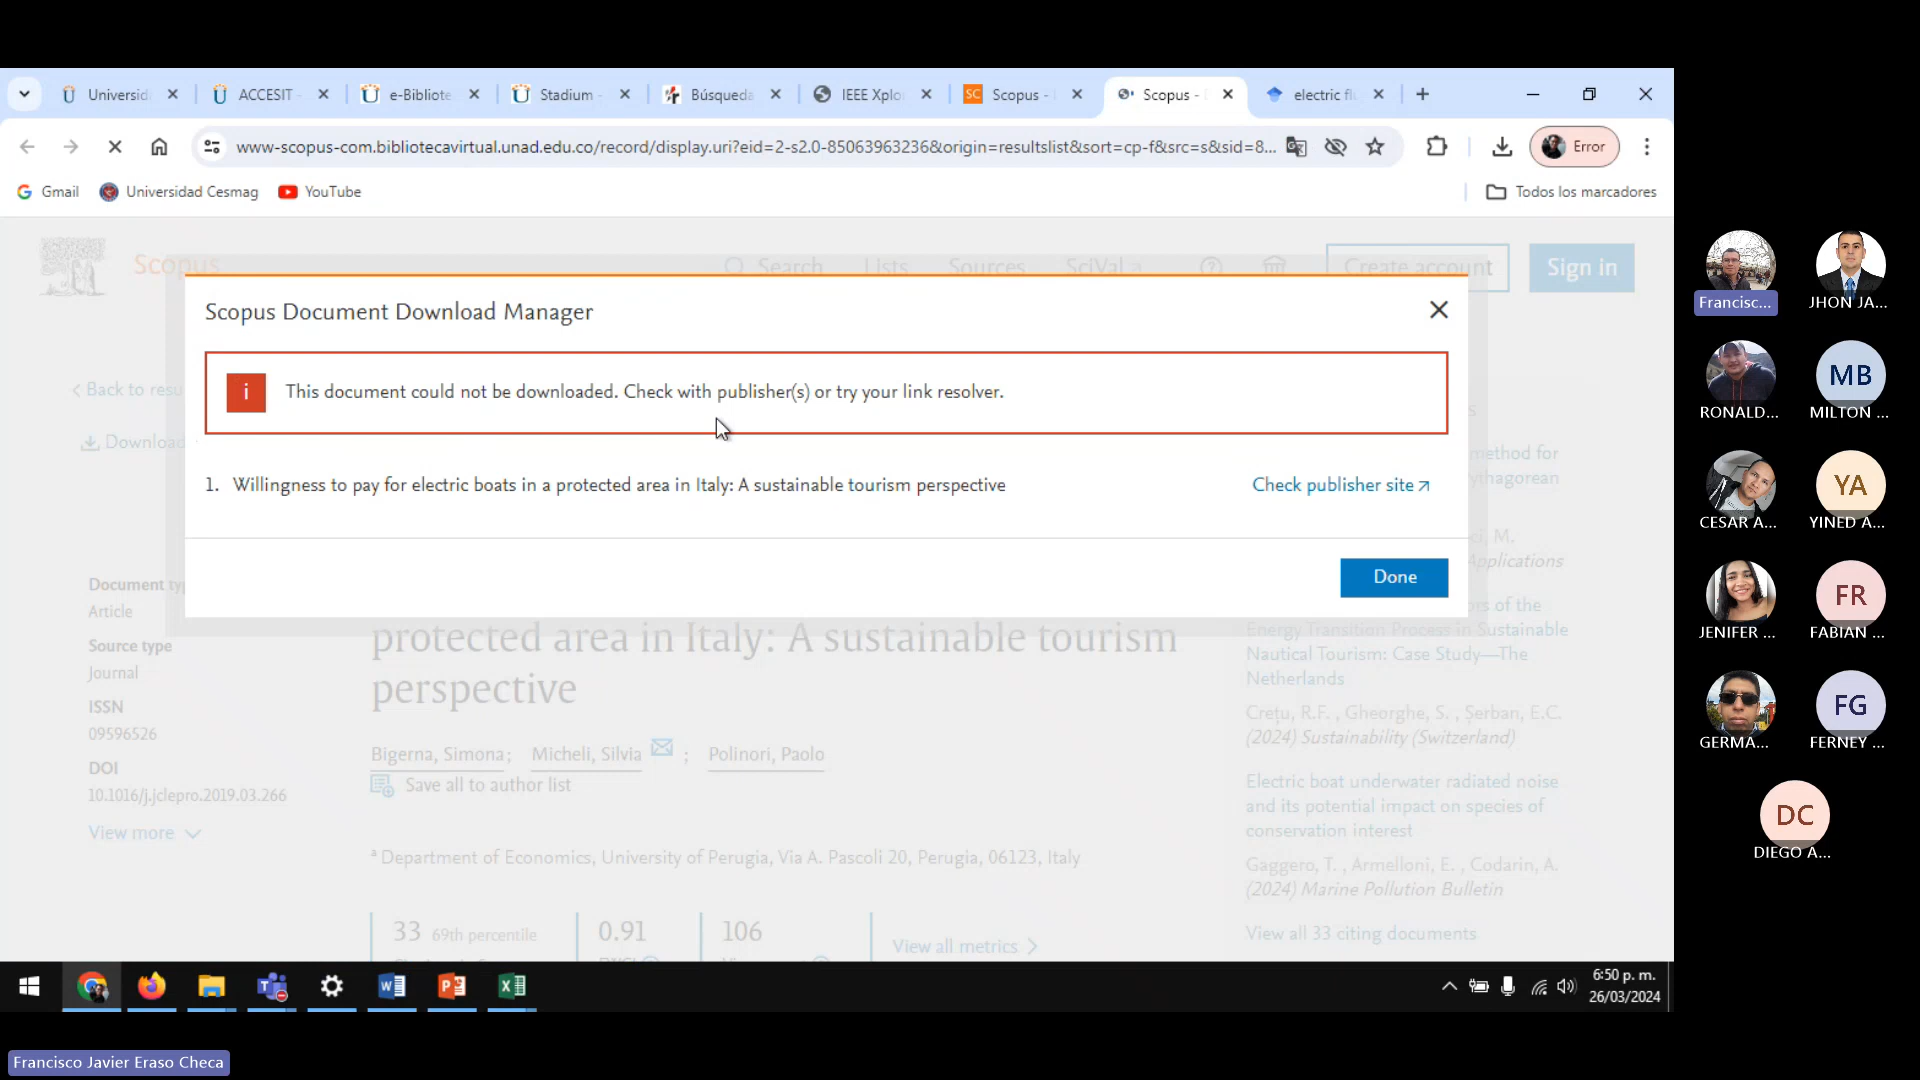 Universid
ACCESIT -
e-Bibliote
Stadium -
Búsqueda
IEEE Xplo
Scopus -
Scopus -
electric fl
www-scopus-com.bibliotecavirtual.unad.edu.co/record/display.uri?eid=2-s2.0-85063963236&origin=resultslist&sort=cp-f&src=s&sid=8...
Error
Gmail
Universidad Cesmag
YouTube
Todos los marcadores
Scopus
Search
Lists
Sources
SciVal
Create account
Sign in
Scopus Document Download Manager
This document could not be downloaded. Check with publisher(s) or try your link resolver.
1. Willingness to pay for electric boats in a protected area in Italy: A sustainable tourism perspective
Check publisher site
Done
Back to resu
Download
Document ty
Article
Source type
Journal
ISSN
09596526
DOI
10.1016/j.jclepro.2019.03.266
View more
protected area in Italy: A sustainable tourism
perspective
Bigerna, Simona; Micheli, Silvia ; Polinori, Paolo
Save all to author list
ª Department of Economics, University of Perugia, Via A. Pascoli 20, Perugia, 06123, Italy
33 69th percentile
0.91
106
View all metrics
method for
ythagorean
ci, M.
Applications
rs of the
Energy Transition Process in Sustainable
Nautical Tourism: Case Study—The
Netherlands
Crețu, R.F. , Gheorghe, S. , Șerban, E.C.
(2024) Sustainability (Switzerland)
Electric boat underwater radiated noise
and its potential impact on species of
conservation interest
Gaggero, T. , Armelloni, E. , Codarin, A.
(2024) Marine Pollution Bulletin
View all 33 citing documents
6:50 p. m.
26/03/2024
Francisc...
JHON JA...
RONALD...
MB
MILTON ...
CESAR A...
YA
YINED A...
JENIFER ...
FR
FABIAN ...
GERMA...
FG
FERNEY ...
DC
DIEGO A...
Francisco Javier Eraso Checa